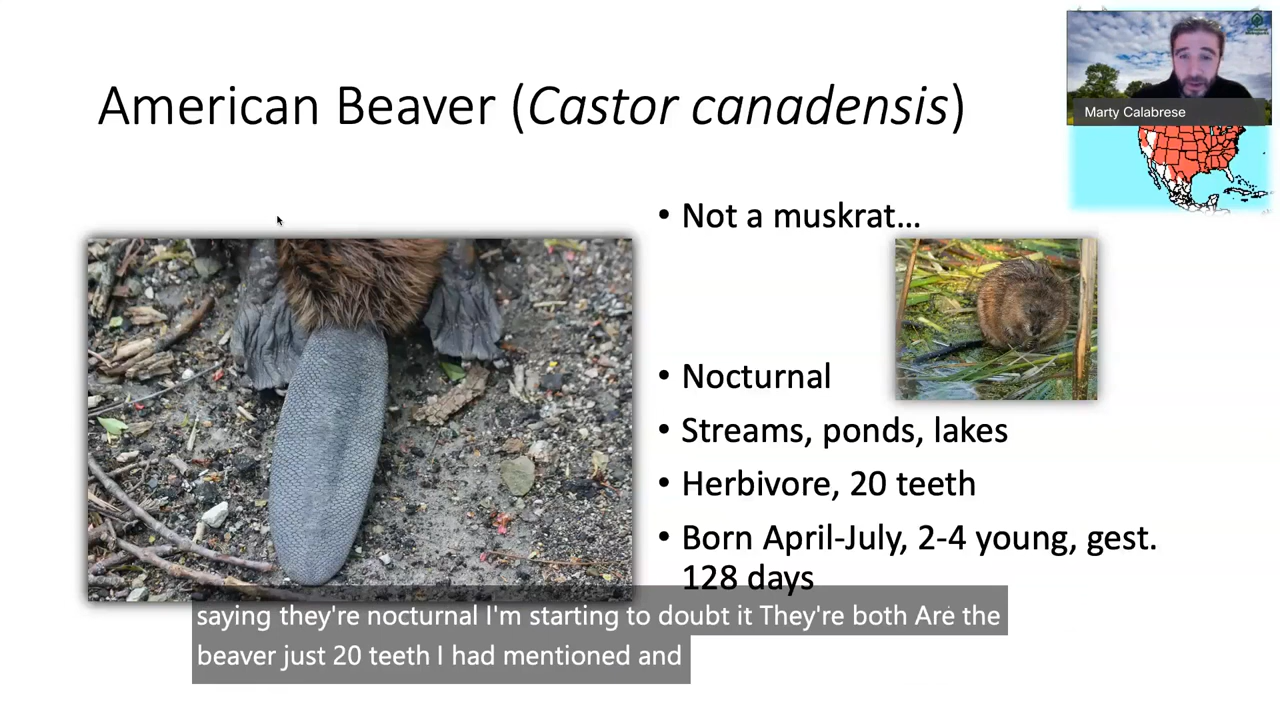 American Beaver (Castor canadensis)
Marty Calabrese
• Not a muskrat...
• Nocturnal
• Streams, ponds, lakes
• Herbivore, 20 teeth
• Born April-July, 2-4 young, gest.
128 days
saying they're nocturnal I'm starting to doubt it They're both Are the
beaver just 20 teeth I had mentioned and